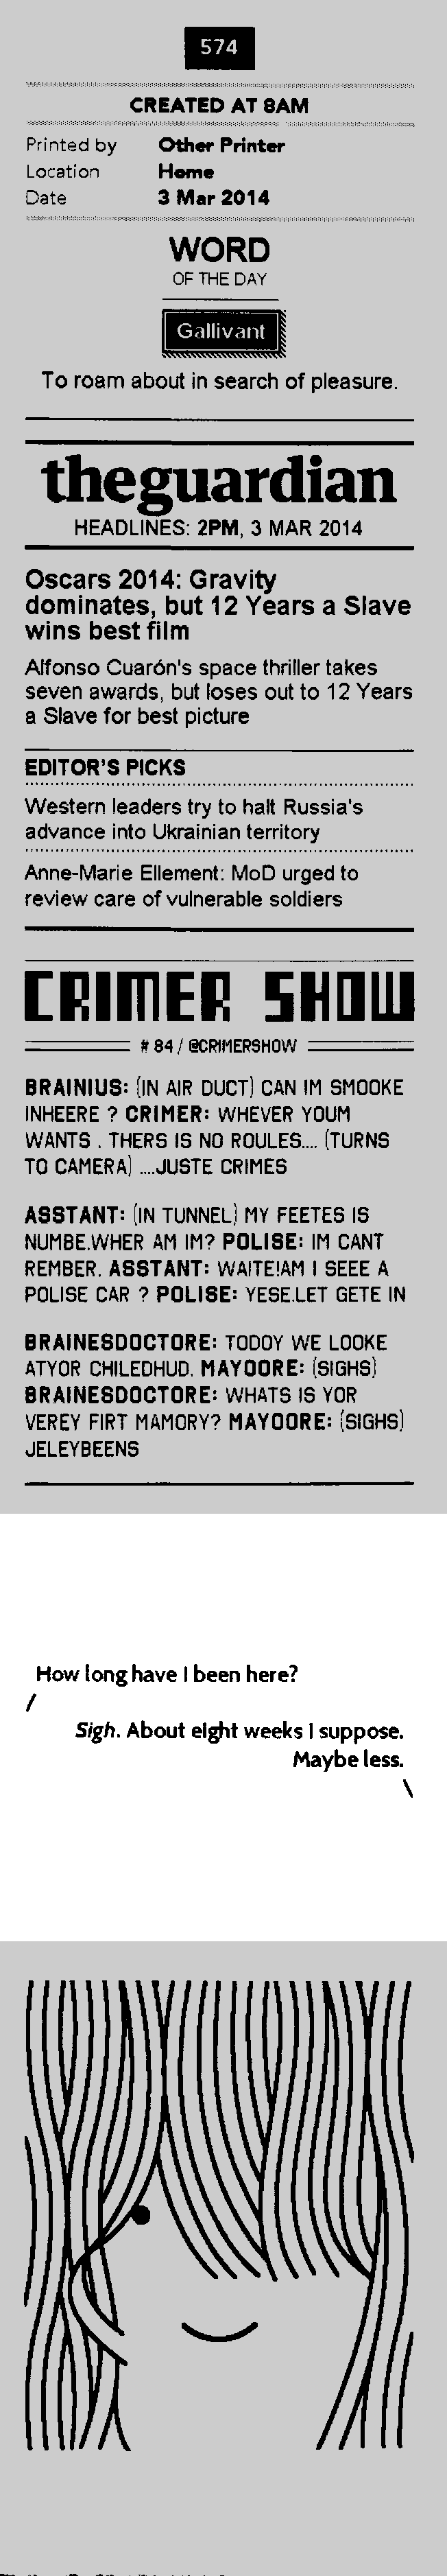 574
CREATED AT 8AM
Printed by Other Printer
Location Home
Date 3 Mar 2014
WORD
OF THE DAY
Gallivant
To roam about in search of pleasure.
theguardian
HEADLINES: 2PM, 3 MAR 2014
Oscars 2014: Gravity
dominates, but 12 Years a Slave
wins best film
Alfonso Cuarón's space thriller takes
seven awards, but loses out to 12 Years
a Slave for best picture
EDITOR'S PICKS
Western leaders try to halt Russia's
advance into Ukrainian territory
Anne-Marie Ellement: MoD urged to
review care of vulnerable soldiers
CRIMER SHOW
# 84 / @CRIMERSHOW
BRAINIUS: (IN AIR DUCT) CAN IM SMOOKE
INHEERE ? CRIMER: WHEVER YOUM
WANTS . THERS IS NO ROULES.... (TURNS
TO CAMERA) ....JUSTE CRIMES
ASSTANT: (IN TUNNEL) MY FEETES IS
NUMBE.WHER AM IM? POLISE: IM CANT
REMBER. ASSTANT: WAITE!AM I SEEE A
POLISE CAR ? POLISE: YESE.LET GETE IN
BRAINESDOCTORE: TODOY WE LOOKE
ATYOR CHILEDHUD. MAYOORE: (SIGHS)
BRAINESDOCTORE: WHATS IS YOR
VEREY FIRT MAMORY? MAYOORE: (SIGHS)
JELEYBEENS
How long have I been here?
Sigh. About eight weeks I suppose.
Maybe less.